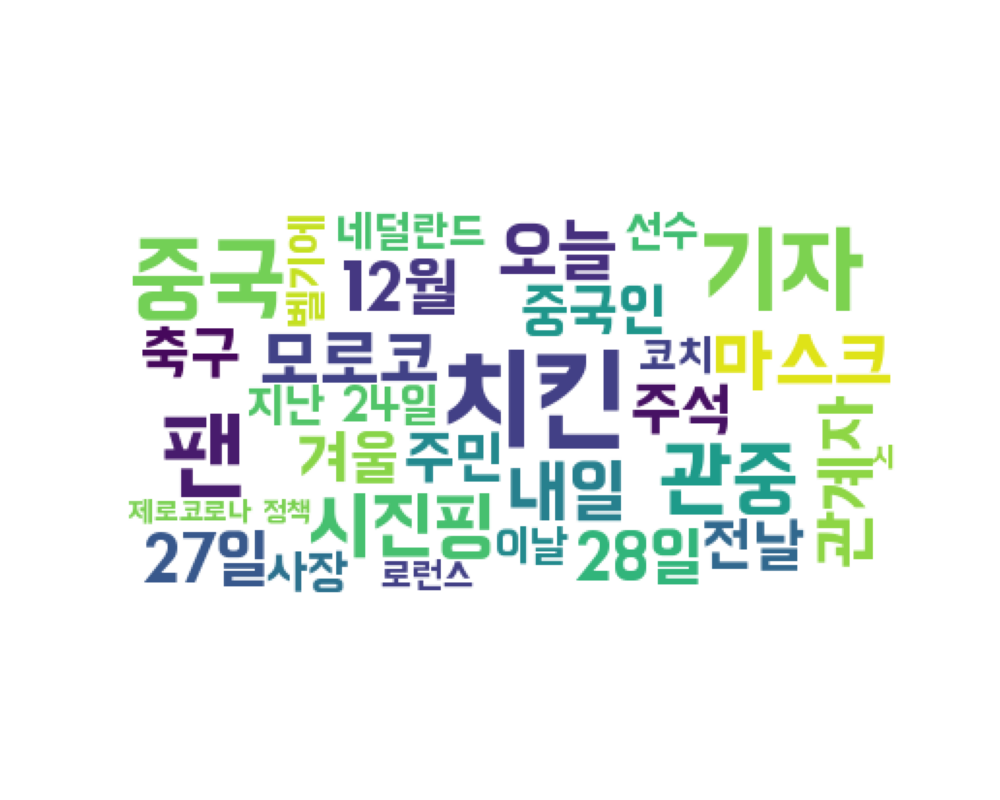 중국
벨기에
네덜란드
오늘
선수
기자
12월
중국인
축구
모로코
치킨
코치
마스크
지난 24일
주석
팬
겨울
주민
내일
관중
관계자
시
제로코로나 정책
시진핑
27일
사장
로런스
이날
28일
전날